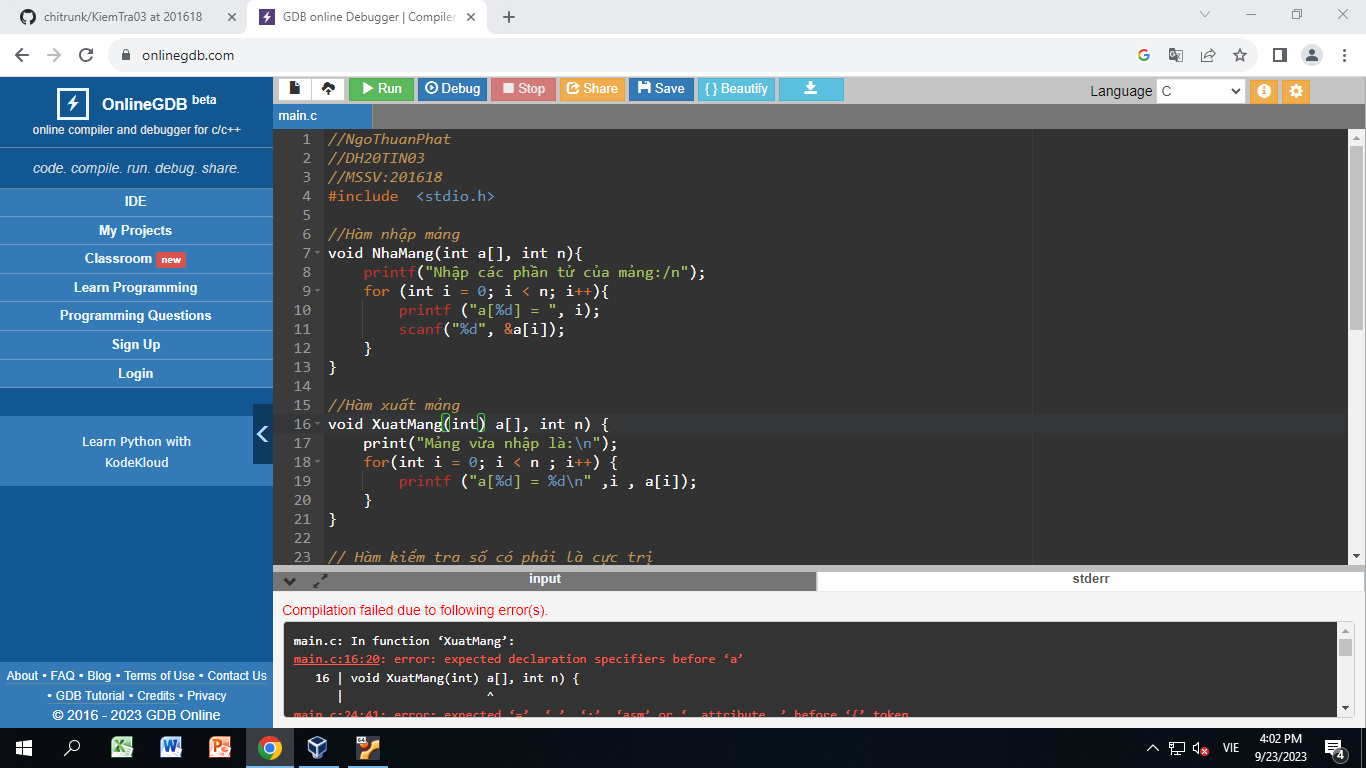 chitrunk/KiemTra03 at 201618
GDB online Debugger | Compiler
onlinegdb.com
OnlineGDB beta
online compiler and debugger for c/c++
code. compile. run. debug. share.
IDE
My Projects
Classroom new
Learn Programming
Programming Questions
Sign Up
Login
Learn Python with
KodeKloud
About • FAQ • Blog • Terms of Use • Contact Us
• GDB Tutorial • Credits • Privacy
© 2016 - 2023 GDB Online
Run Debug Stop Share Save { } Beautify Language C
main.c
1 //NgoThuanPhat
2 //DH20TIN03
3 //MSSV:201618
4 #include  <stdio.h>
5
6 //Hàm nhập mảng
7 void NhaMang(int a[], int n){
8     printf("Nhập các phần tử của mảng:/n");
9     for (int i = 0; i < n; i++){
10         printf ("a[%d] = ", i);
11         scanf("%d", &a[i]);
12     }
13 }
14
15 //Hàm xuất mảng
16 void XuatMang(int) a[], int n) {
17     print("Mảng vừa nhập là:\n");
18     for(int i = 0; i < n ; i++) {
19         printf ("a[%d] = %d\n" ,i , a[i]);
20     }
21 }
22
23 // Hàm kiểm tra số có phải là cực trị
input
stderr
Compilation failed due to following error(s).
main.c: In function ‘XuatMang’:
main.c:16:20: error: expected declaration specifiers before ‘a’
16 | void XuatMang(int) a[], int n) {
| ^
main.c:24:41: error: expected ‘=’, ‘,’, ‘;’, ‘asm’ or ‘__attribute__’ before ‘{’ token
VIE
4:02 PM
9/23/2023
4